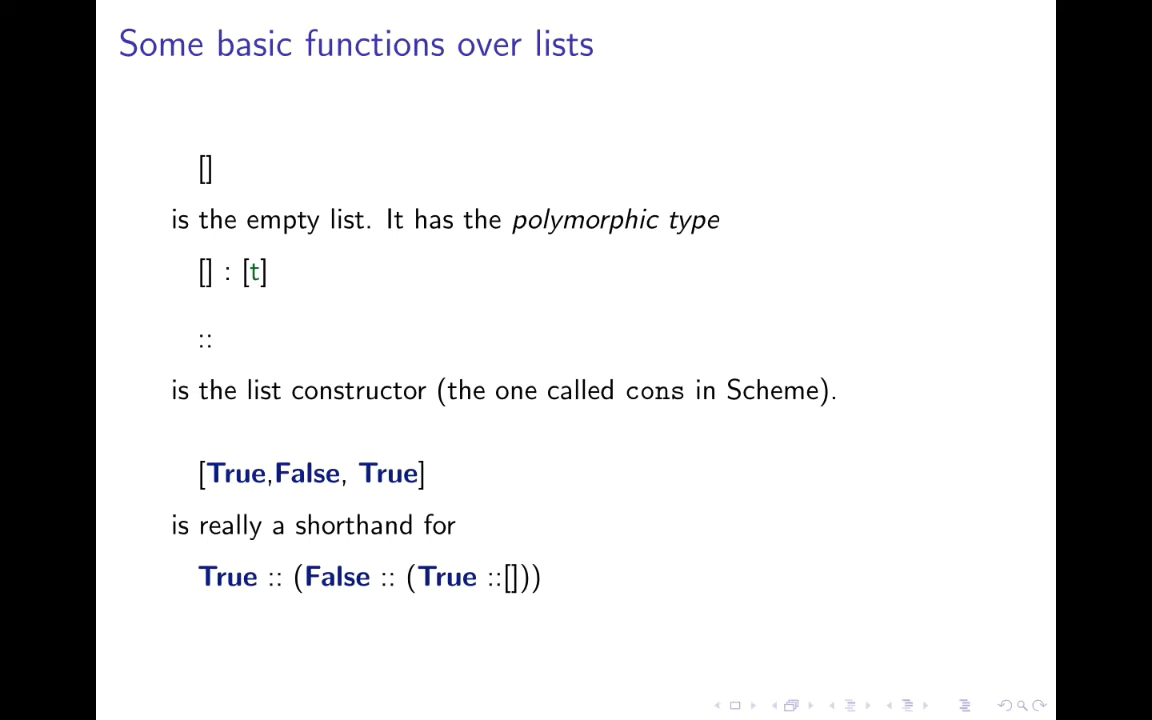 Some basic functions over lists
[]
is the empty list. It has the polymorphic type
[] : [t]
::
is the list constructor (the one called cons in Scheme).
[True,False, True]
is really a shorthand for
True :: (False :: (True ::[]))